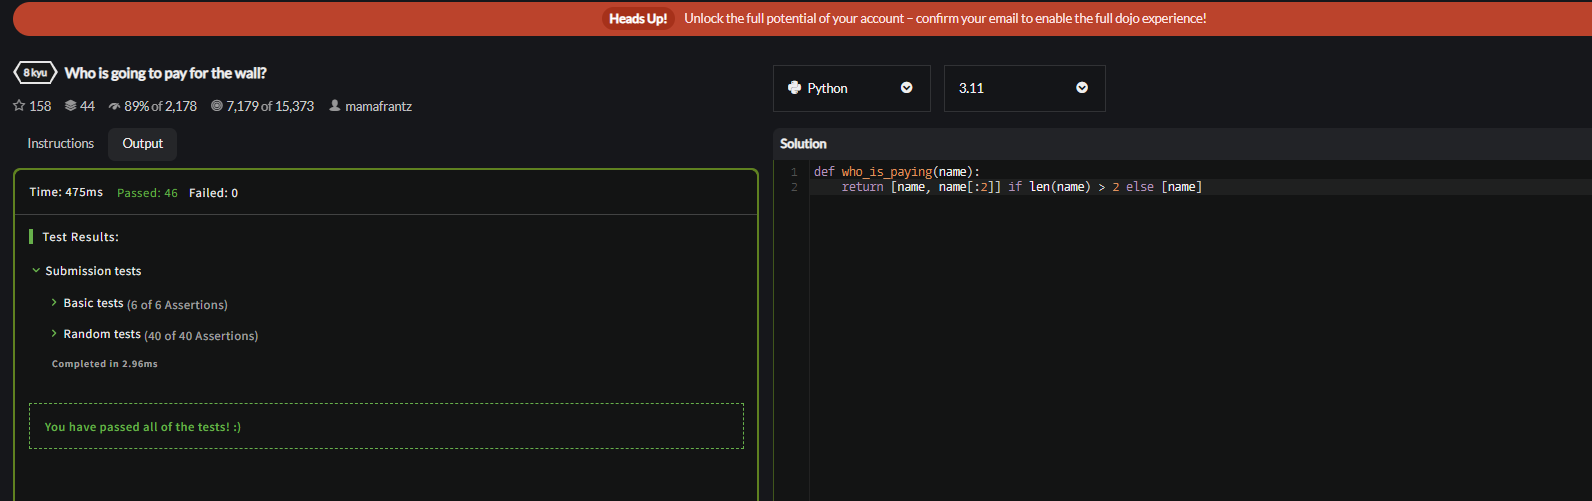 Heads Up! Unlock the full potential of your account – confirm your email to enable the full dojo experience!
8 kyu Who is going to pay for the wall?
158 44 89% of 2,178 7,179 of 15,373 mamafrantz
Instructions Output
Time: 475ms Passed: 46 Failed: 0
Test Results:
Submission tests
Basic tests (6 of 6 Assertions)
Random tests (40 of 40 Assertions)
Completed in 2.96ms
You have passed all of the tests! :)
Python 3.11
Solution
1 def who_is_paying(name):
2     return [name, name[:2]] if len(name) > 2 else [name]